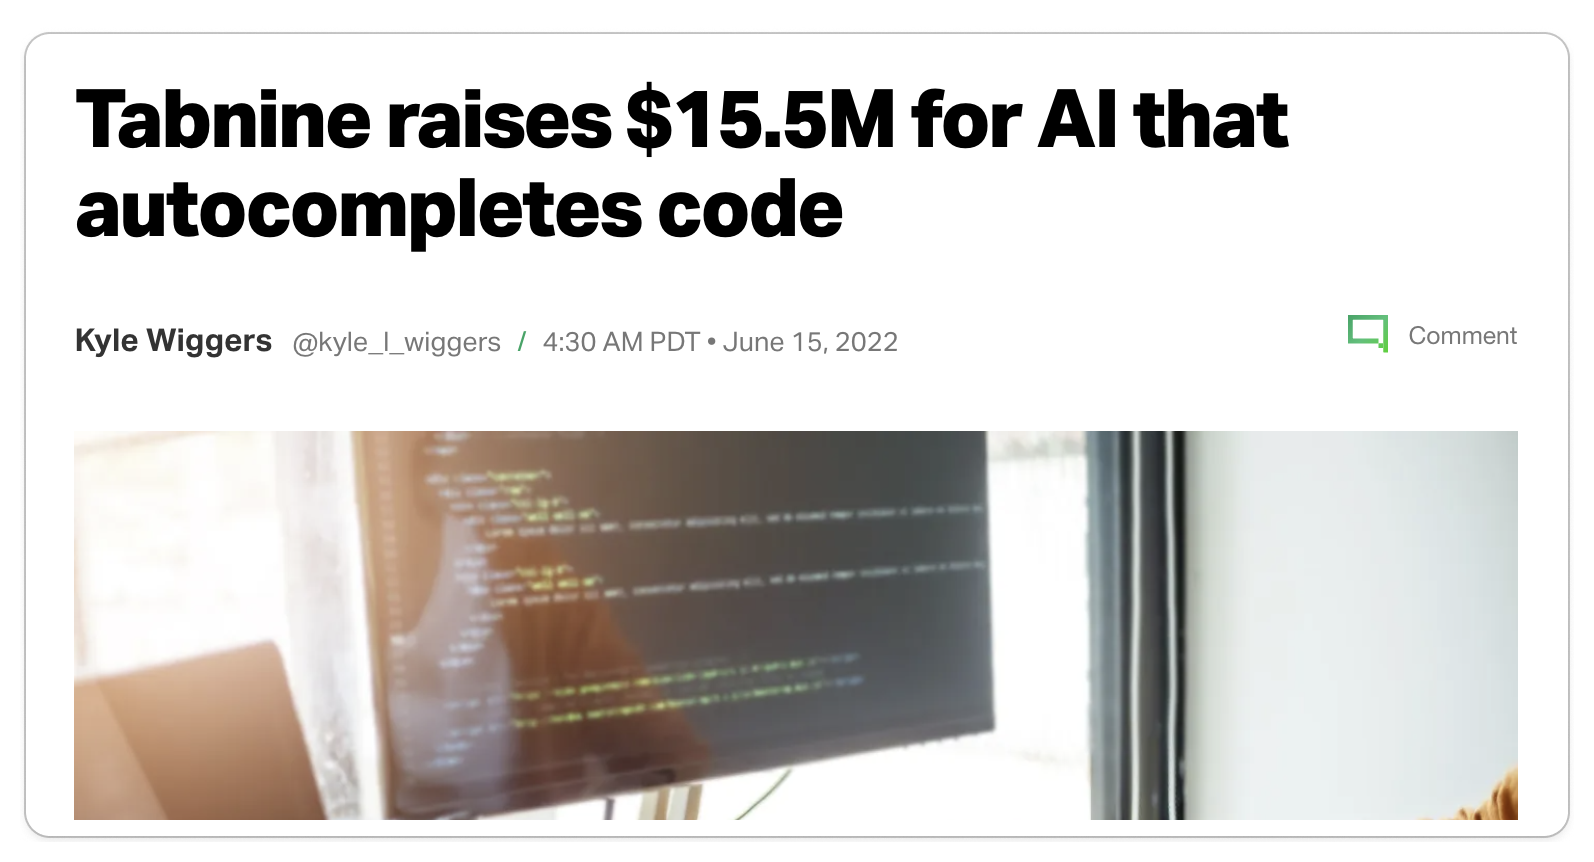 Tabnine raises $15.5M for AI that
autocompletes code
Kyle Wiggers @kyle_l_wiggers / 4:30 AM PDT • June 15, 2022
Comment